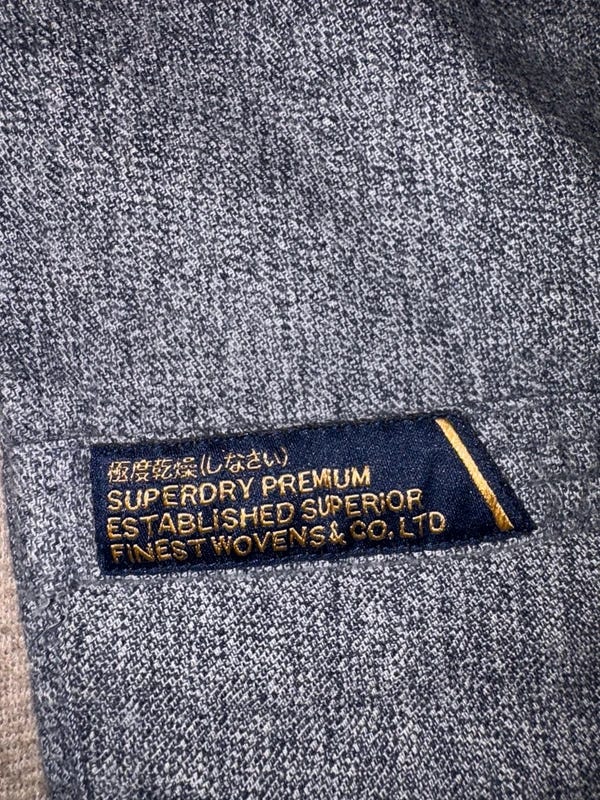 極度乾燥(しなさい)
SUPERDRY PREMIUM
ESTABLISHED SUPERIOR
FINEST WOVENS & CO. LTD